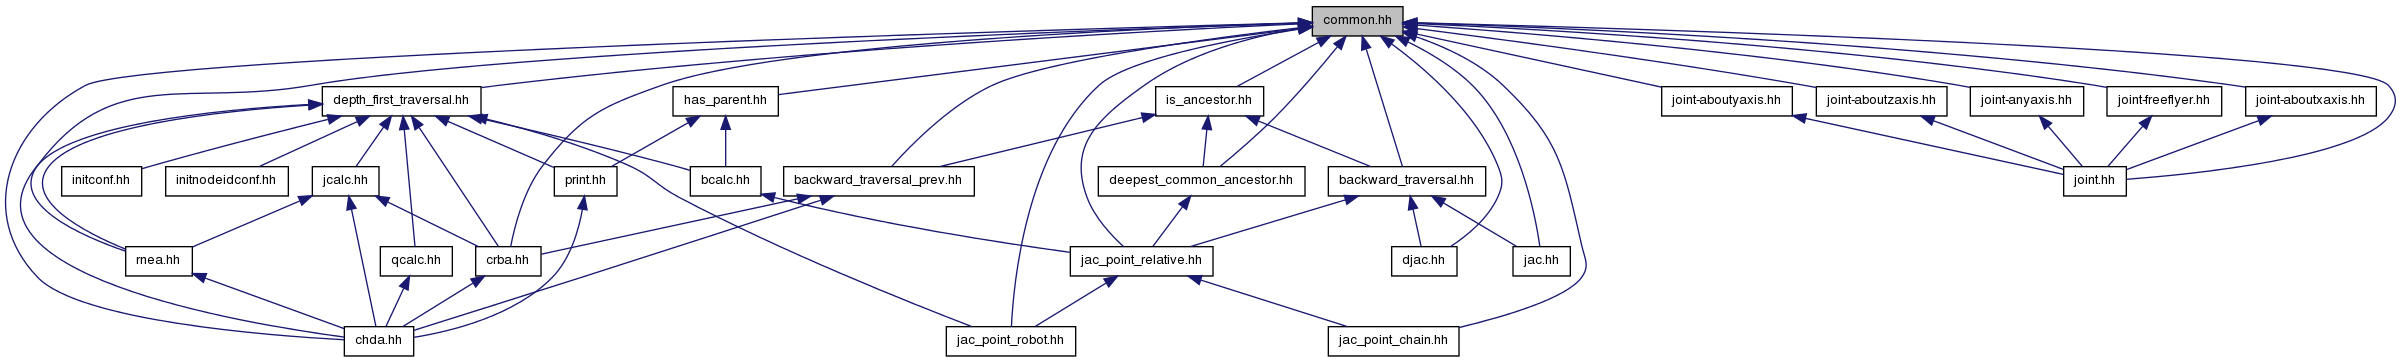 common.hh
depth_first_traversal.hh
has_parent.hh
is_ancestor.hh
joint-aboutyaxis.hh
joint-aboutzaxis.hh
joint-anyaxis.hh
joint-freeflyer.hh
joint-aboutxaxis.hh
initconf.hh
initnodeidconf.hh
jcalc.hh
print.hh
bcalc.hh
backward_traversal_prev.hh
deepest_common_ancestor.hh
backward_traversal.hh
joint.hh
rnea.hh
qcalc.hh
crba.hh
jac_point_relative.hh
djac.hh
jac.hh
chda.hh
jac_point_robot.hh
jac_point_chain.hh